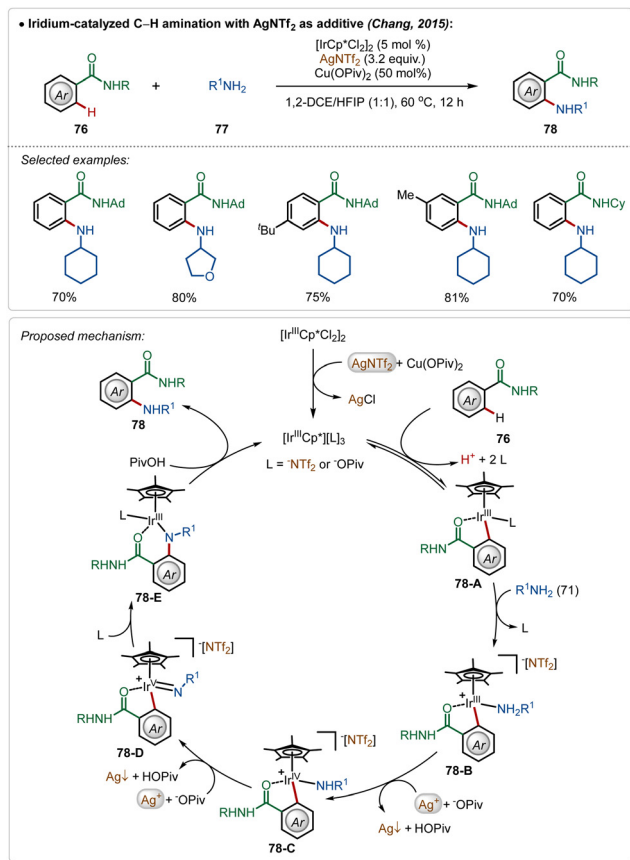 • Iridium-catalyzed C–H amination with AgNTf2 as additive (Chang, 2015):
O
NHR
Ar
H
76
+
R¹NH2
77
[IrCp*Cl2]2 (5 mol %)
AgNTf2 (3.2 equiv.)
Cu(OPiv)2 (50 mol%)
1,2-DCE/HFIP (1:1), 60 °C, 12 h
O
NHR
Ar
NHR¹
78
Selected examples:
O
NHAd
NH
70%
O
NHAd
NH
O
80%
O
NHAd
tBu
NH
75%
Me
O
NHAd
NH
81%
O
NHCy
NH
70%
Proposed mechanism:
[IrIIICp*Cl2]2
AgNTf2 + Cu(OPiv)2
AgCl
O
NHR
Ar
NHR¹
78
O
NHR
Ar
H
76
[IrIIICp*][L]3
L = ⁻NTf2 or ⁻OPiv
PivOH
H⁺ + 2 L
L
IrIII
O
N
R¹
RHN
Ar
78-E
IrIII
L
O
RHN
Ar
78-A
R¹NH2 (71)
L
L
⁻[NTf2]
+
IrV
N
R¹
O
RHN
Ar
78-D
⁻[NTf2]
+
IrIII
NH2R¹
O
RHN
Ar
78-B
Ag↓ + HOPiv
Ag⁺ + ⁻OPiv
⁻[NTf2]
+
IrIV
NHR¹
O
RHN
Ar
78-C
Ag⁺ + ⁻OPiv
Ag↓ + HOPiv